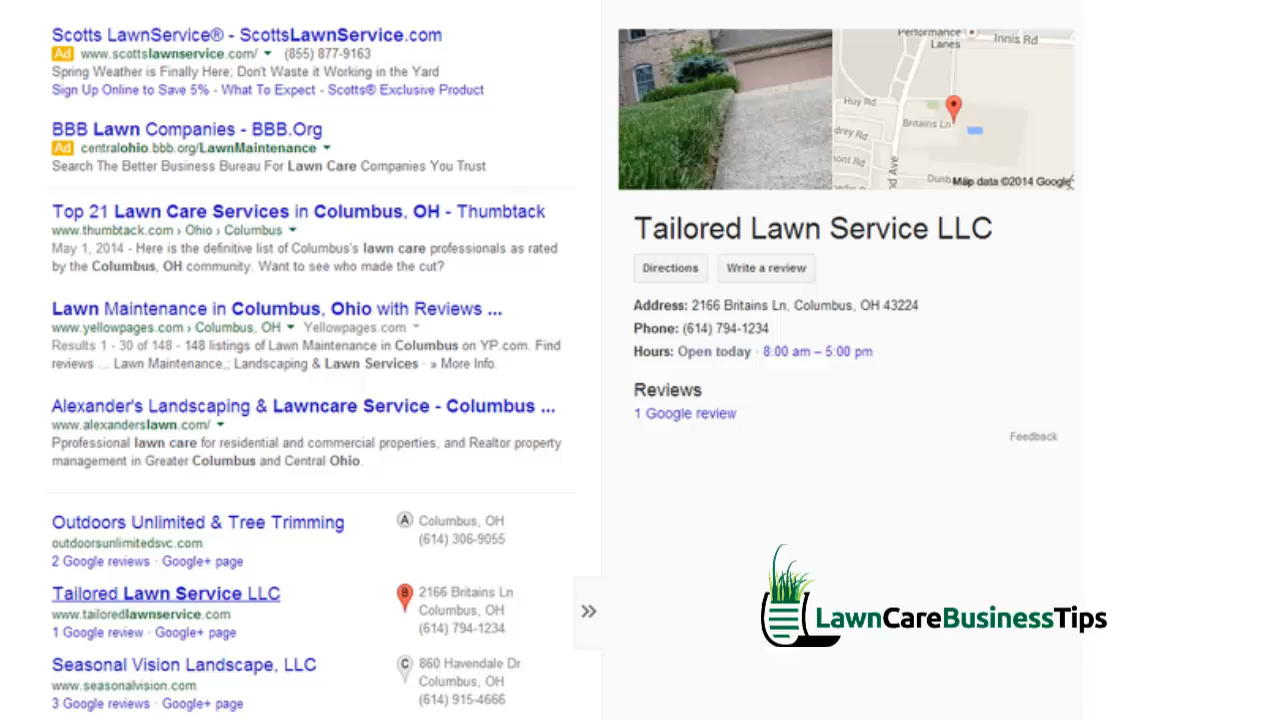 Scotts LawnService® - ScottsLawnService.com
Ad www.scottslawnservice.com/ (855) 877-9163
Spring Weather is Finally Here; Don't Waste it Working in the Yard
Sign Up Online to Save 5% - What To Expect - Scotts® Exclusive Product
BBB Lawn Companies - BBB.Org
Ad centralohio.bbb.org/LawnMaintenance
Search The Better Business Bureau For Lawn Care Companies You Trust
Top 21 Lawn Care Services in Columbus, OH - Thumbtack
www.thumbtack.com › Ohio › Columbus
May 1, 2014 - Here is the definitive list of Columbus's lawn care professionals as rated
by the Columbus, OH community. Want to see who made the cut?
Lawn Maintenance in Columbus, Ohio with Reviews ...
www.yellowpages.com › Columbus, OH Yellowpages.com
Results 1 - 30 of 148 - 148 listings of Lawn Maintenance in Columbus on YP.com. Find
reviews ... Lawn Maintenance,; Landscaping & Lawn Services · » More Info.
Alexander's Landscaping & Lawncare Service - Columbus ...
www.alexanderslawn.com/
Pprofessional lawn care for residential and commercial properties, and Realtor property
management in Greater Columbus and Central Ohio.
Outdoors Unlimited & Tree Trimming
outdoorsunlimitedsvc.com
2 Google reviews · Google+ page
A Columbus, OH
(614) 306-9055
Tailored Lawn Service LLC
www.tailoredlawnservice.com
1 Google review · Google+ page
B 2166 Britains Ln
Columbus, OH
(614) 794-1234
Seasonal Vision Landscape, LLC
www.seasonalvision.com
3 Google reviews · Google+ page
C 860 Havendale Dr
Columbus, OH
(614) 915-4666
»
Performance
Lanes
Innis Rd
Huy Rd
Britains Ln
drey Rd
mont Rd
d Ave
Dunb
Map data ©2014 Google
Tailored Lawn Service LLC
Directions Write a review
Address: 2166 Britains Ln, Columbus, OH 43224
Phone: (614) 794-1234
Hours: Open today · 8:00 am – 5:00 pm
Reviews
1 Google review
Feedback
LawnCareBusinessTips